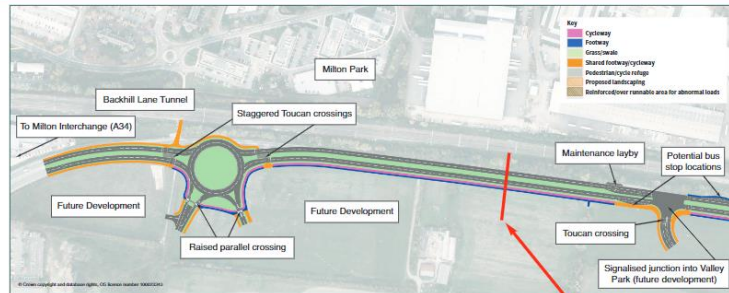 Key
Cycleway
Footway
Grass/swale
Shared footway/cycleway
Pedestrian/cycle refuge
Proposed landscaping
Reinforced/over runnable area for abnormal loads
Milton Park
Backhill Lane Tunnel
Staggered Toucan crossings
To Milton Interchange (A34)
Maintenance layby
Potential bus
stop locations
Future Development
Future Development
Raised parallel crossing
Toucan crossing
Signalised junction into Valley
Park (future development)
© Crown copyright and database rights, OS licence number